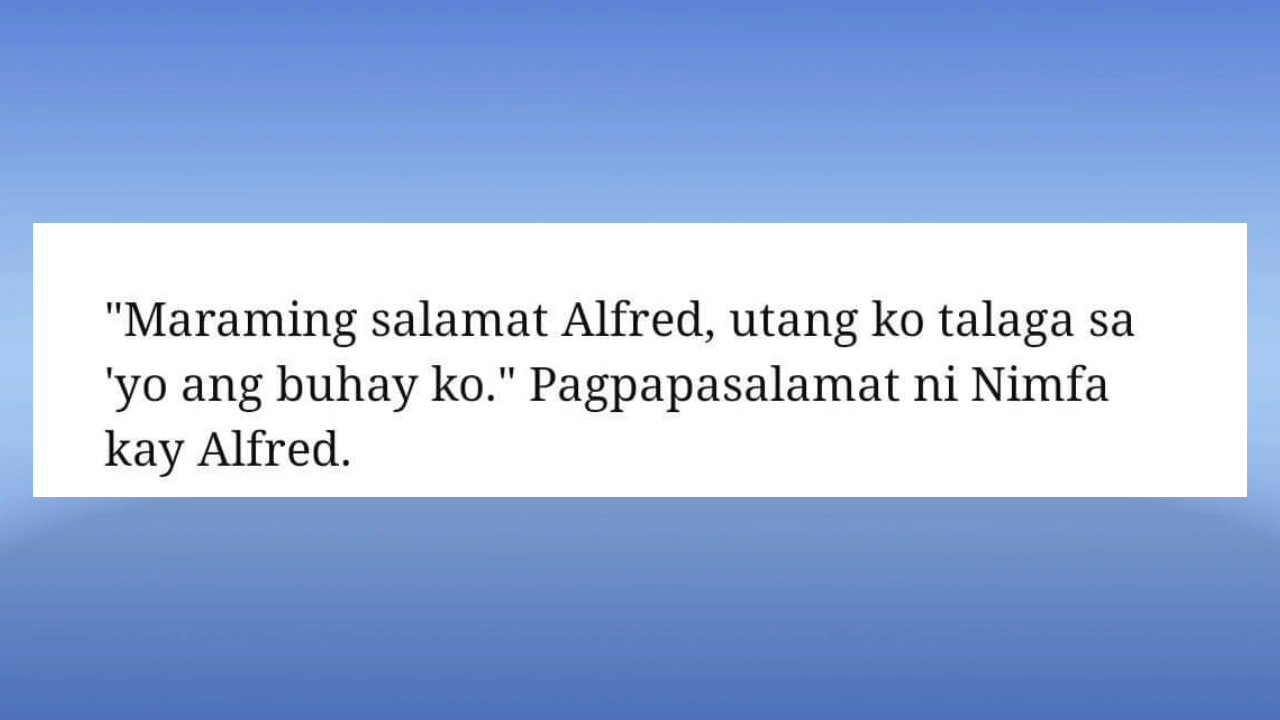 "Maraming salamat Alfred, utang ko talaga sa
'yo ang buhay ko." Pagpapasalamat ni Nimfa
kay Alfred.